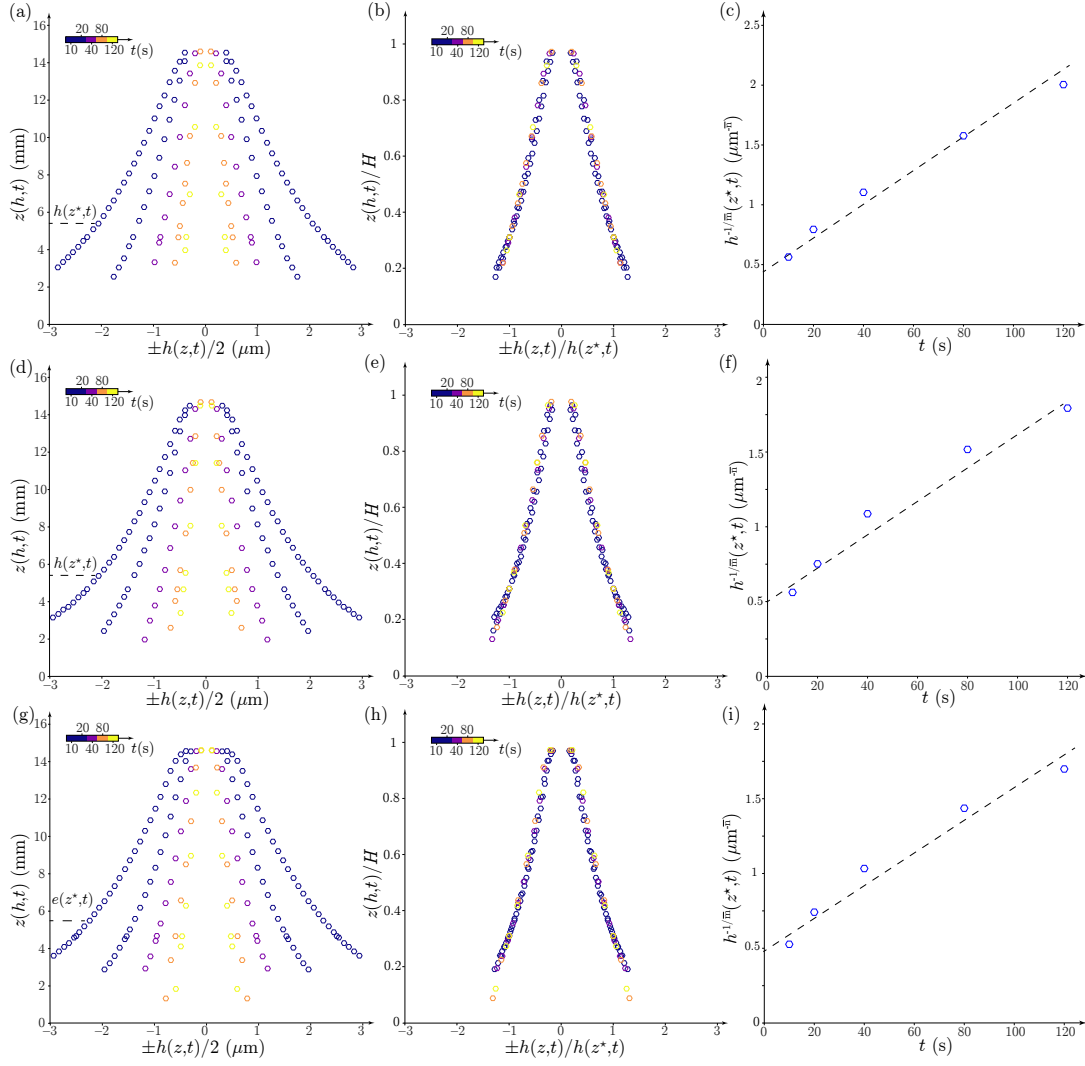 (a)
20 80
10 40 120 t(s)
16
14
12
10
8
6
4
2
0
z(h,t) (mm)
h(z⋆,t)
−3 −2 −1 0 1 2 3
±h(z,t)/2 (μm)
(b)
20 80
10 40 120 t(s)
1
0.8
0.6
0.4
0.2
0
z(h,t)/H
−3 −2 −1 0 1 2 3
±h(z,t)/h(z⋆,t)
(c)
2.5
2
1.5
1
0.5
0
h^{-1/m̅}(z⋆,t) (μm^{-n̅})
0 20 40 60 80 100 120
t (s)
(d)
20 80
10 40 120 t(s)
16
14
12
10
8
6
4
2
0
z(h,t) (mm)
h(z⋆,t)
−3 −2 −1 0 1 2 3
±h(z,t)/2 (μm)
(e)
20 80
10 40 120 t(s)
1
0.8
0.6
0.4
0.2
0
z(h,t)/H
−3 −2 −1 0 1 2 3
±h(z,t)/h(z⋆,t)
(f)
2
1.5
1
0.5
0
h^{-1/m̅}(z⋆,t) (μm^{-n̅})
0 20 40 60 80 100 120
t (s)
(g)
20 80
10 40 120 t(s)
16
14
12
10
8
6
4
2
0
z(h,t) (mm)
e(z⋆,t)
−3 −2 −1 0 1 2 3
±h(z,t)/2 (μm)
(h)
20 80
10 40 120 t(s)
1
0.8
0.6
0.4
0.2
0
z(h,t)/H
−3 −2 −1 0 1 2 3
±h(z,t)/h(z⋆,t)
(i)
2
1.5
1
0.5
0
h^{-1/m̅}(z⋆,t) (μm^{-n̅})
0 20 40 60 80 100 120
t (s)